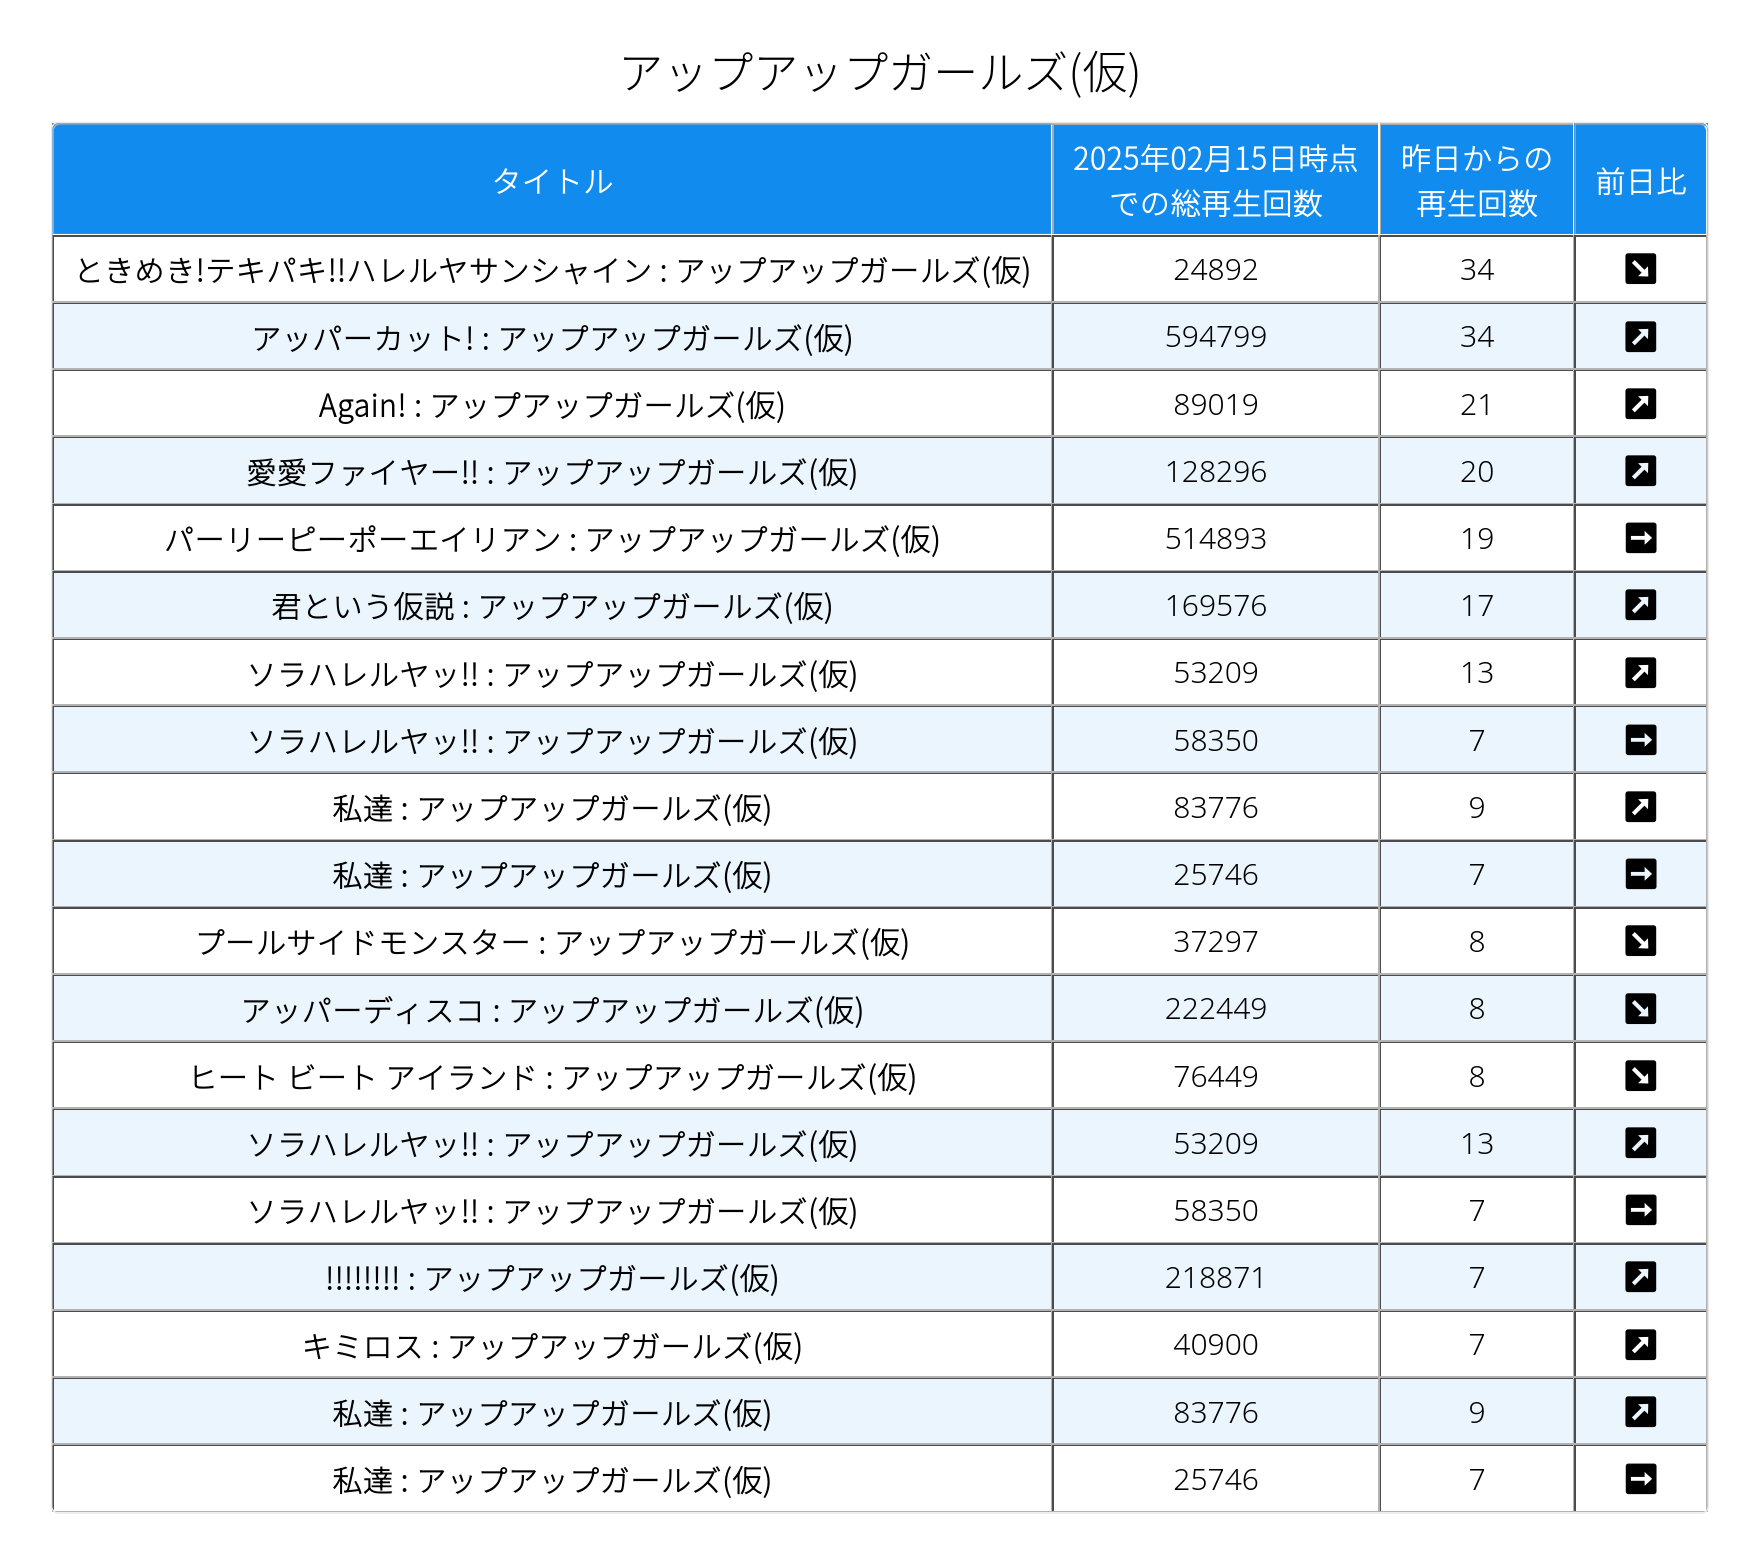 アップアップガールズ(仮)
タイトル 2025年02月15日時点 昨日からの 前日比
での総再生回数 再生回数
ときめき!テキパキ!!ハレルヤサンシャイン : アップアップガールズ(仮) 24892 34 ↘
アッパーカット! : アップアップガールズ(仮) 594799 34 ↗
Again! : アップアップガールズ(仮) 89019 21 ↗
愛愛ファイヤー!! : アップアップガールズ(仮) 128296 20 ↗
パーリーピーポーエイリアン : アップアップガールズ(仮) 514893 19 →
君という仮説 : アップアップガールズ(仮) 169576 17 ↗
ソラハレルヤッ!! : アップアップガールズ(仮) 53209 13 ↗
ソラハレルヤッ!! : アップアップガールズ(仮) 58350 7 →
私達 : アップアップガールズ(仮) 83776 9 ↗
私達 : アップアップガールズ(仮) 25746 7 →
プールサイドモンスター : アップアップガールズ(仮) 37297 8 ↘
アッパーディスコ : アップアップガールズ(仮) 222449 8 ↘
ヒート ビート アイランド : アップアップガールズ(仮) 76449 8 ↘
ソラハレルヤッ!! : アップアップガールズ(仮) 53209 13 ↗
ソラハレルヤッ!! : アップアップガールズ(仮) 58350 7 →
!!!!!!!! : アップアップガールズ(仮) 218871 7 ↗
キミロス : アップアップガールズ(仮) 40900 7 ↗
私達 : アップアップガールズ(仮) 83776 9 ↗
私達 : アップアップガールズ(仮) 25746 7 →